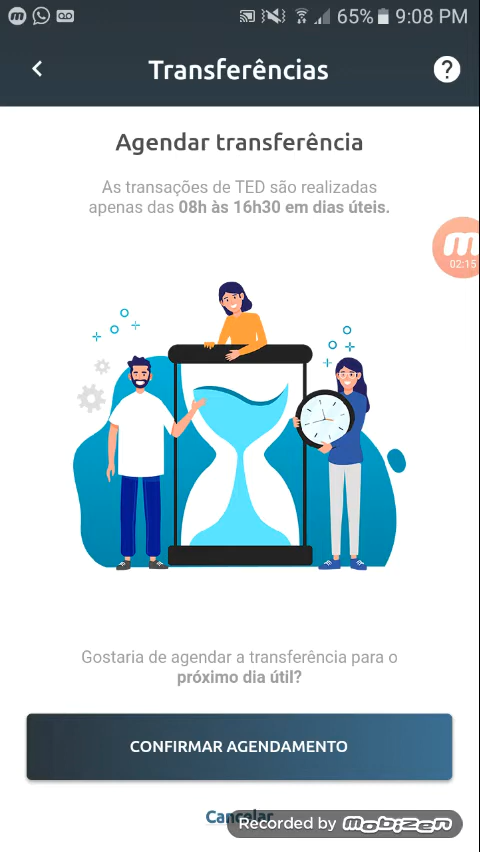 65% 9:08 PM
Transferências
?
Agendar transferência
As transações de TED são realizadas
apenas das 08h às 16h30 em dias úteis.
02:15
Gostaria de agendar a transferência para o
próximo dia útil?
CONFIRMAR AGENDAMENTO
Cancelar
Recorded by MOBIZEN